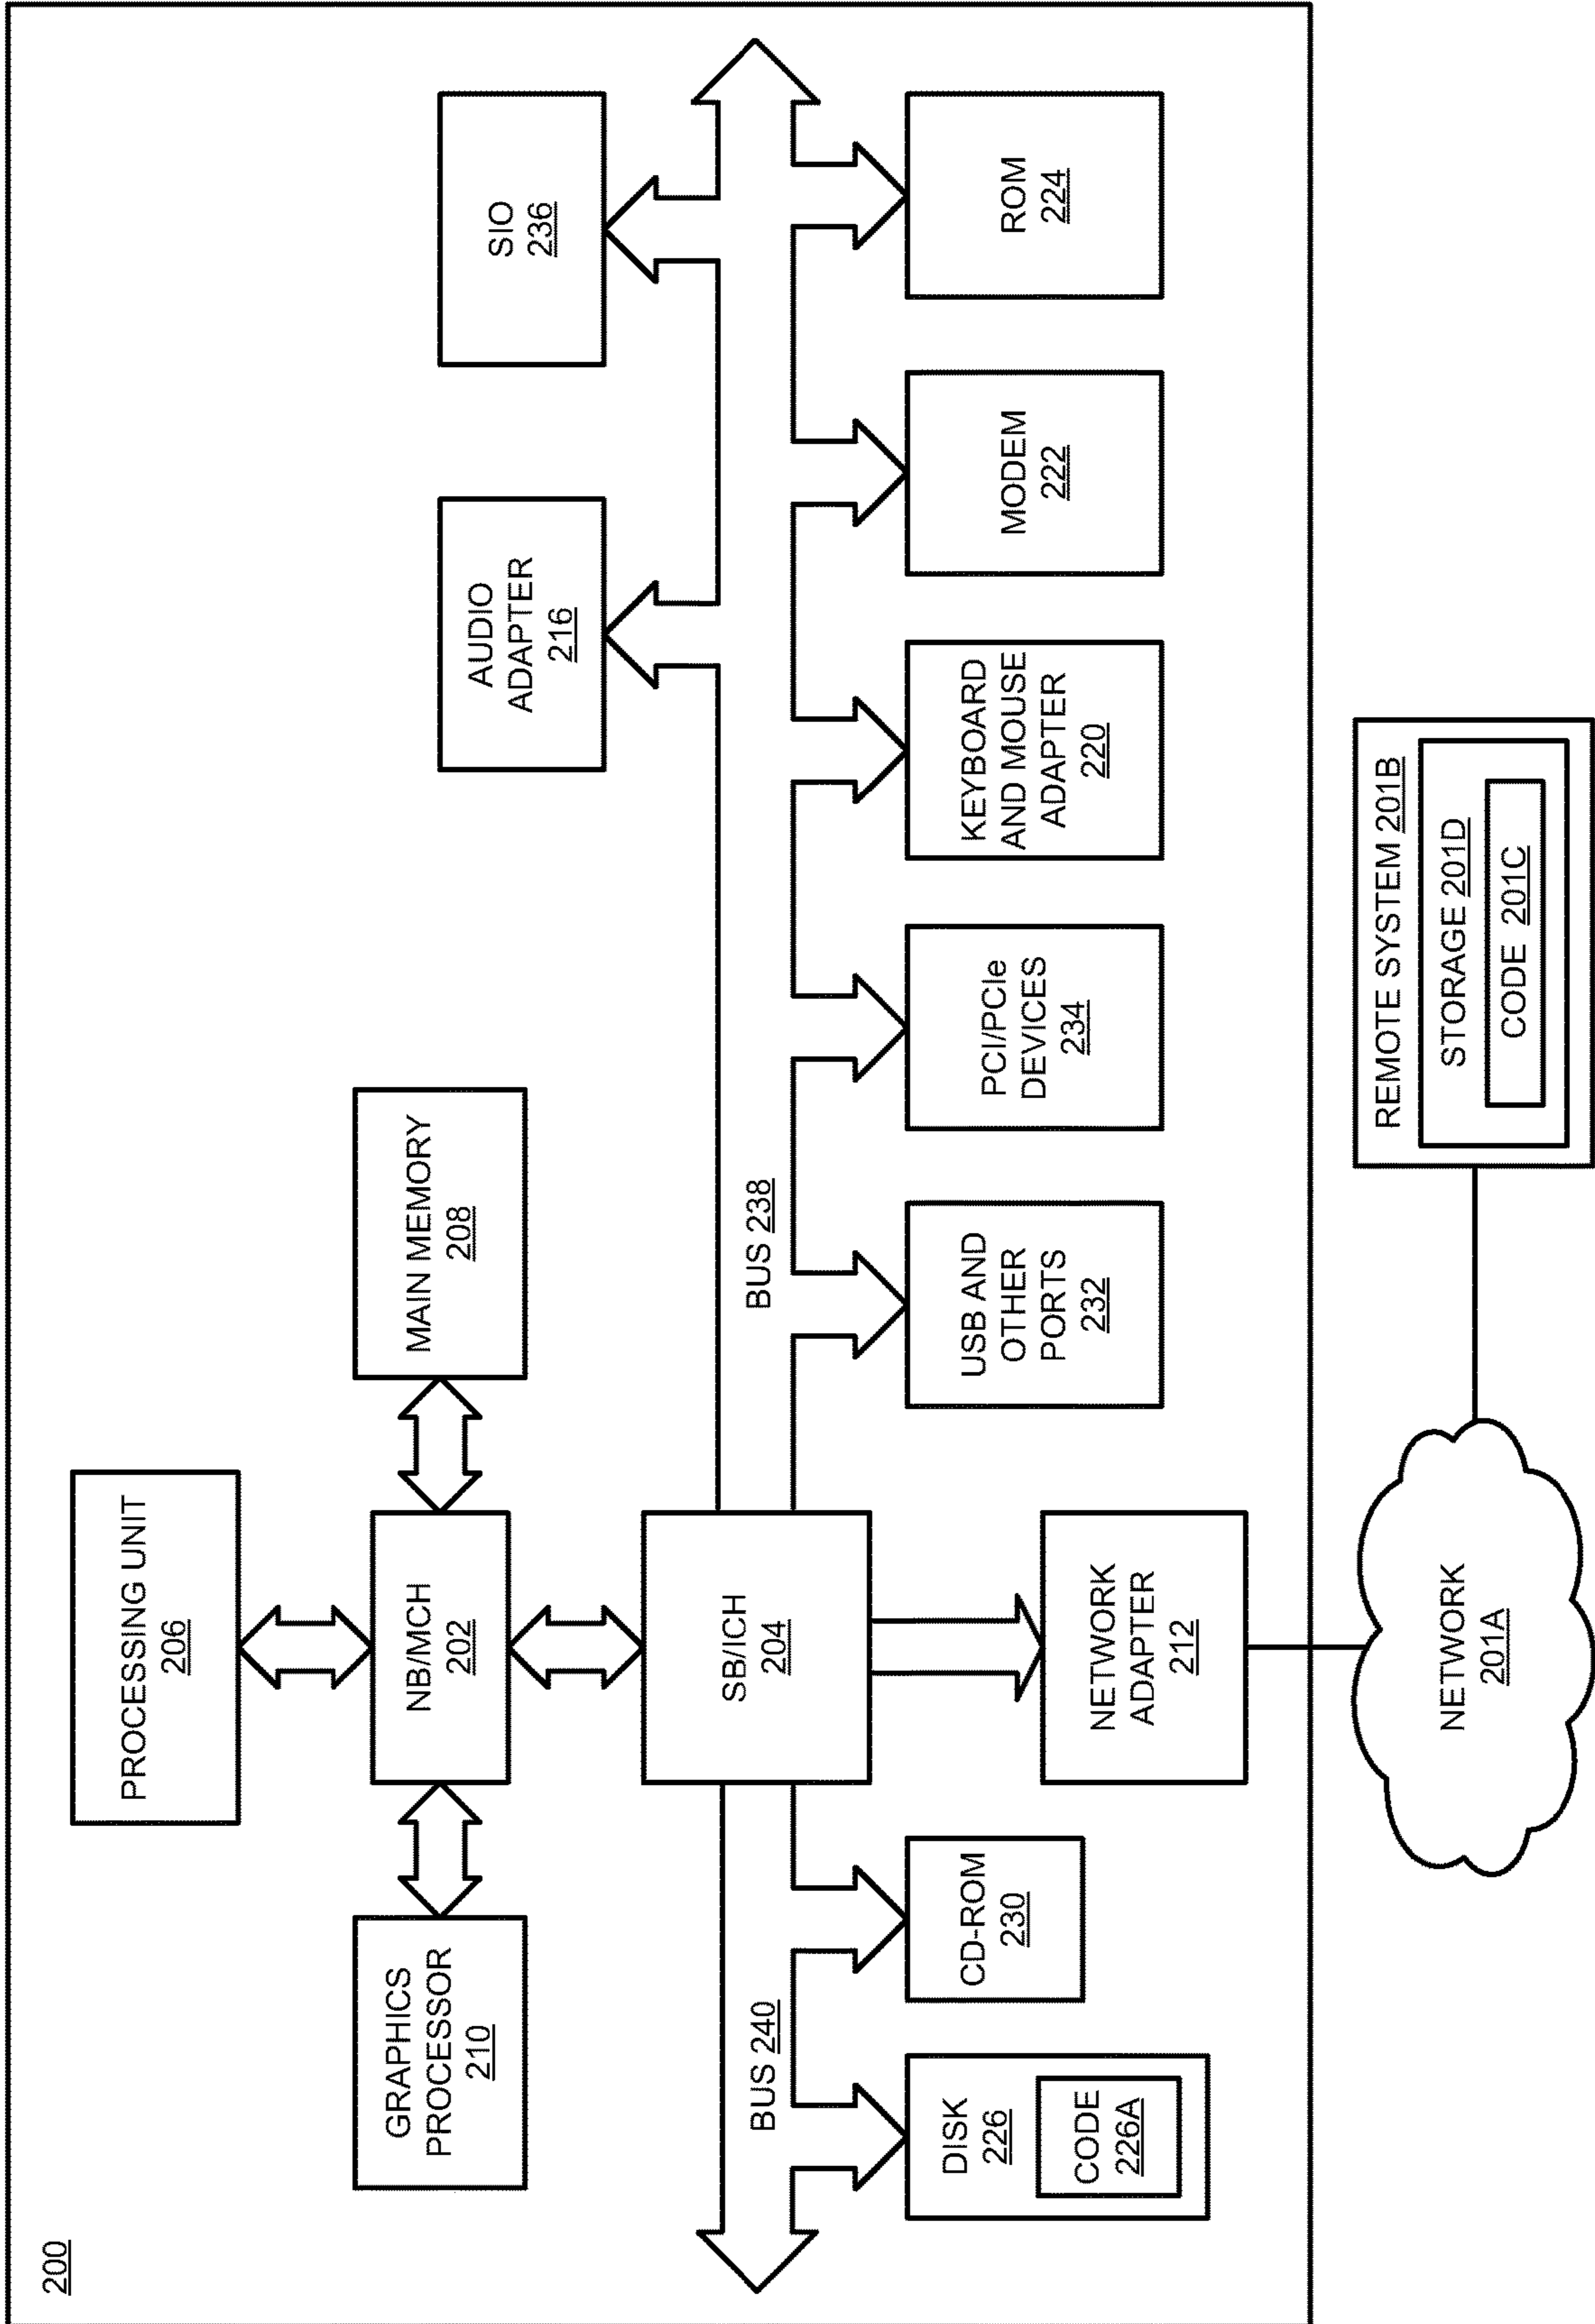 200
PROCESSING UNIT
206
GRAPHICS
PROCESSOR
210
NB/MCH
202
MAIN MEMORY
208
AUDIO
ADAPTER
216
SIO
236
SB/ICH
204
BUS 240
BUS 238
DISK
226
CODE
226A
CD-ROM
230
NETWORK
ADAPTER
212
USB AND
OTHER
PORTS
232
PCI/PCIe
DEVICES
234
KEYBOARD
AND MOUSE
ADAPTER
220
MODEM
222
ROM
224
NETWORK
201A
REMOTE SYSTEM 201B
STORAGE 201D
CODE 201C